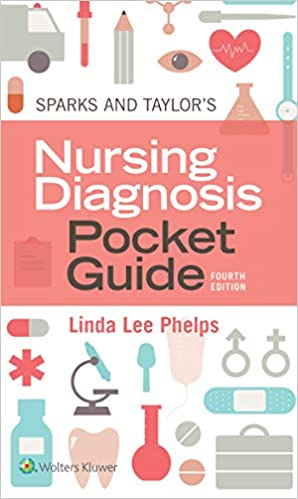 SPARKS AND TAYLOR'S
Nursing
Diagnosis
Pocket
Guide
FOURTH
EDITION
Linda Lee Phelps
Wolters Kluwer